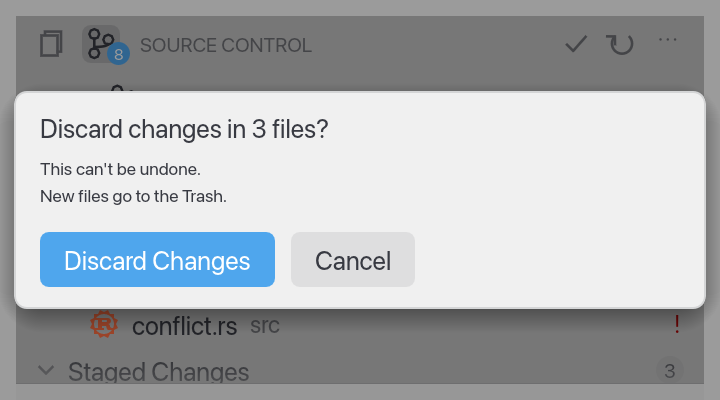 8 SOURCE CONTROL
Discard changes in 3 files?
This can't be undone.
New files go to the Trash.
Discard Changes Cancel
conflict.rs src !
Staged Changes 3